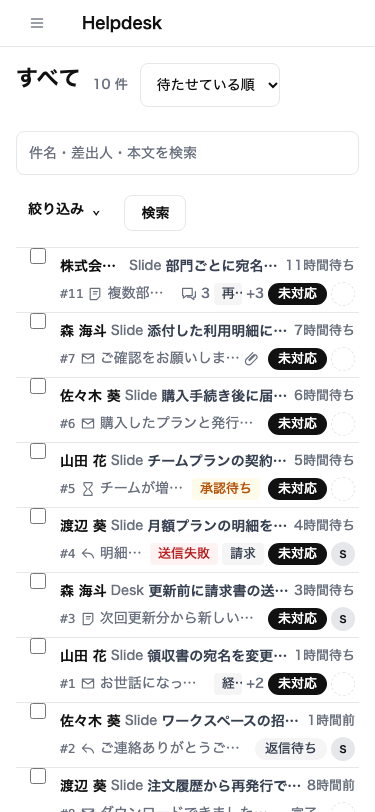 Helpdesk
すべて 10 件 待たせている順
件名・差出人・本文を検索
絞り込み 検索
株式会… Slide 部門ごとに宛名… 11時間待ち
#11 複数部… 3 再… +3 未対応
森 海斗 Slide 添付した利用明細に… 7時間待ち
#7 ご確認をお願いしま… 未対応
佐々木 葵 Slide 購入手続き後に届… 6時間待ち
#6 購入したプランと発行… 未対応
山田 花 Slide チームプランの契約… 5時間待ち
#5 チームが増… 承認待ち 未対応
渡辺 葵 Slide 月額プランの明細を… 4時間待ち
#4 明細… 送信失敗 請求 未対応 S
森 海斗 Desk 更新前に請求書の送… 3時間待ち
#3 次回更新分から新しい… 未対応 S
山田 花 Slide 領収書の宛名を変更… 1時間待ち
#1 お世話になっ… 経… +2 未対応
佐々木 葵 Slide ワークスペースの招… 1時間前
#2 ご連絡ありがとうご… 返信待ち S
渡辺 葵 Slide 注文履歴から再発行で… 8時間前
ダウンロードできました…